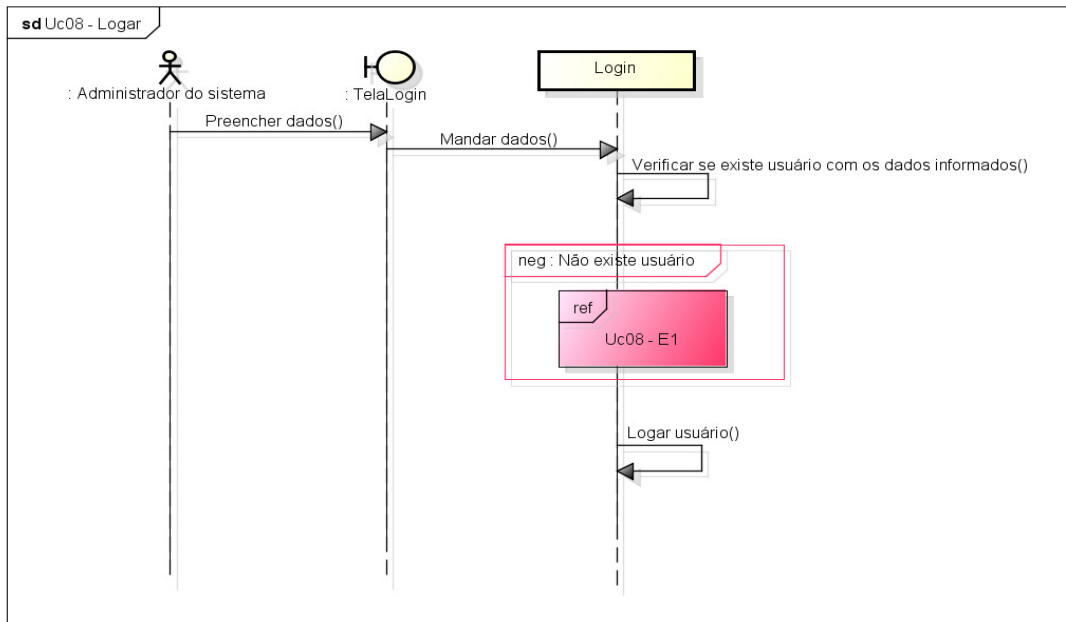 sd Uc08 - Logar
: Administrador do sistema
: TelaLogin
Login
Preencher dados()
Mandar dados()
Verificar se existe usuário com os dados informados()
neg : Não existe usuário
ref
Uc08 - E1
Logar usuário()